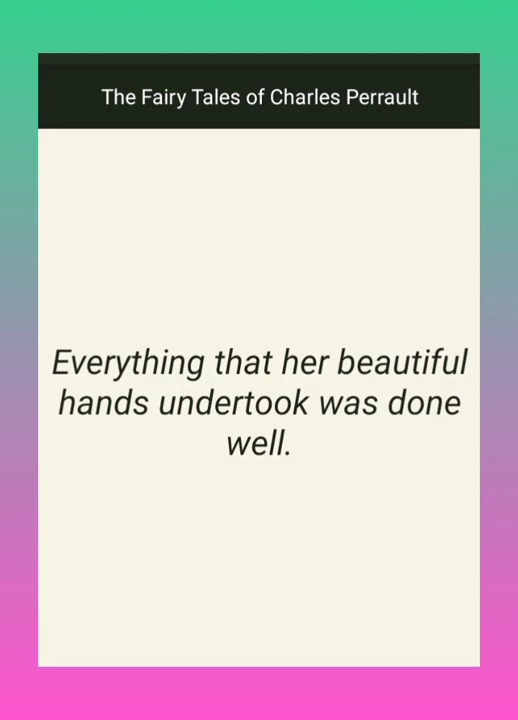 The Fairy Tales of Charles Perrault
Everything that her beautiful
hands undertook was done
well.